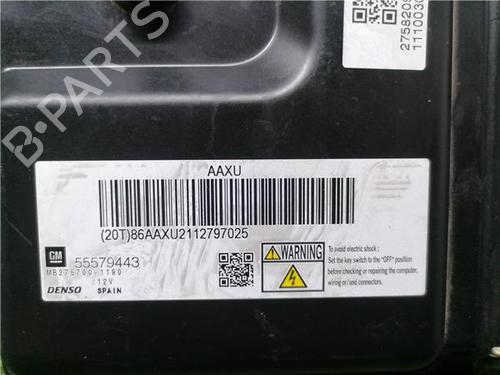 B-PARTS
AAXU
(20T)86AAXU2112797025
GM
55579443
MB275700-1190
12V
DENSO SPAIN
WARNING
To avoid electric shock ;
Set the key switch to the "OFF" position
before checking or repairing the computer,
wiring or/and connectors.